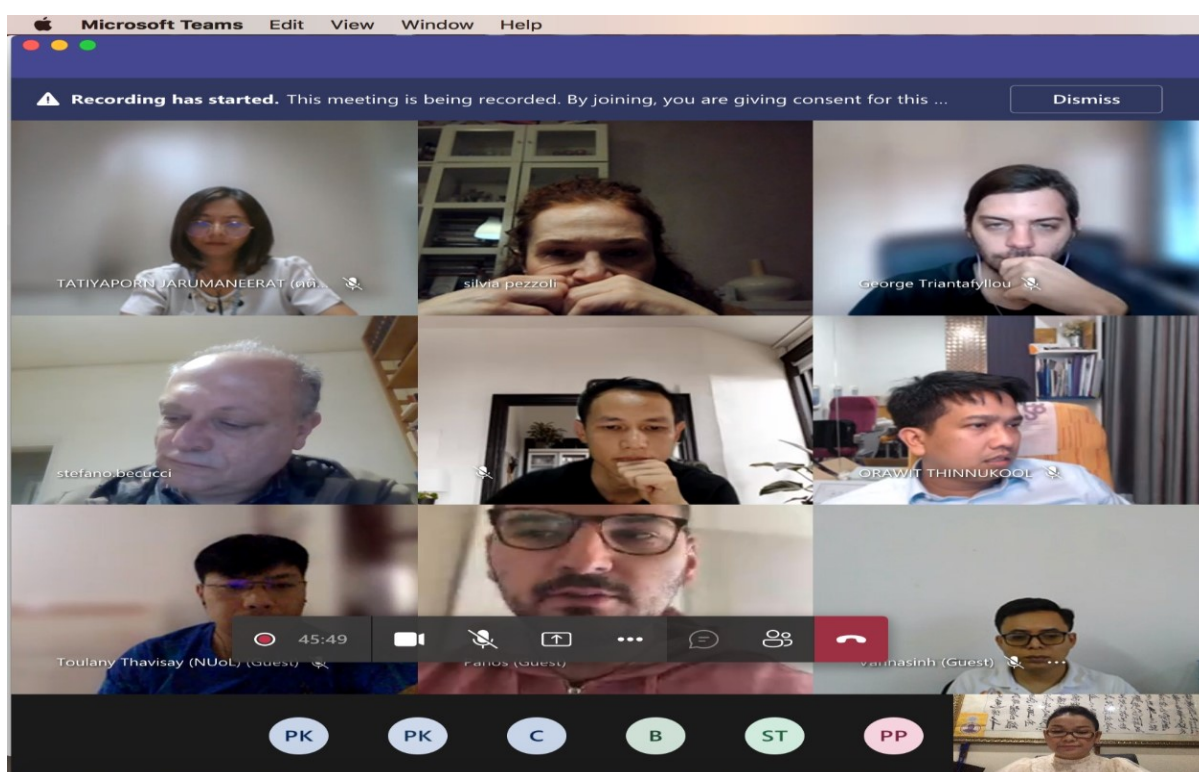 Microsoft Teams Edit View Window Help
Recording has started. This meeting is being recorded. By joining, you are giving consent for this ... Dismiss
TATIYAPORN JARUMANEERAT
silvia pezzoli
George Triantafyllou
stefano.becucci
ORAWIT THINNUKOOL
45:49
Toulany Thavisay (NUoL) (Guest)
Panos (Guest)
(Guest)
PK PK C B ST PP